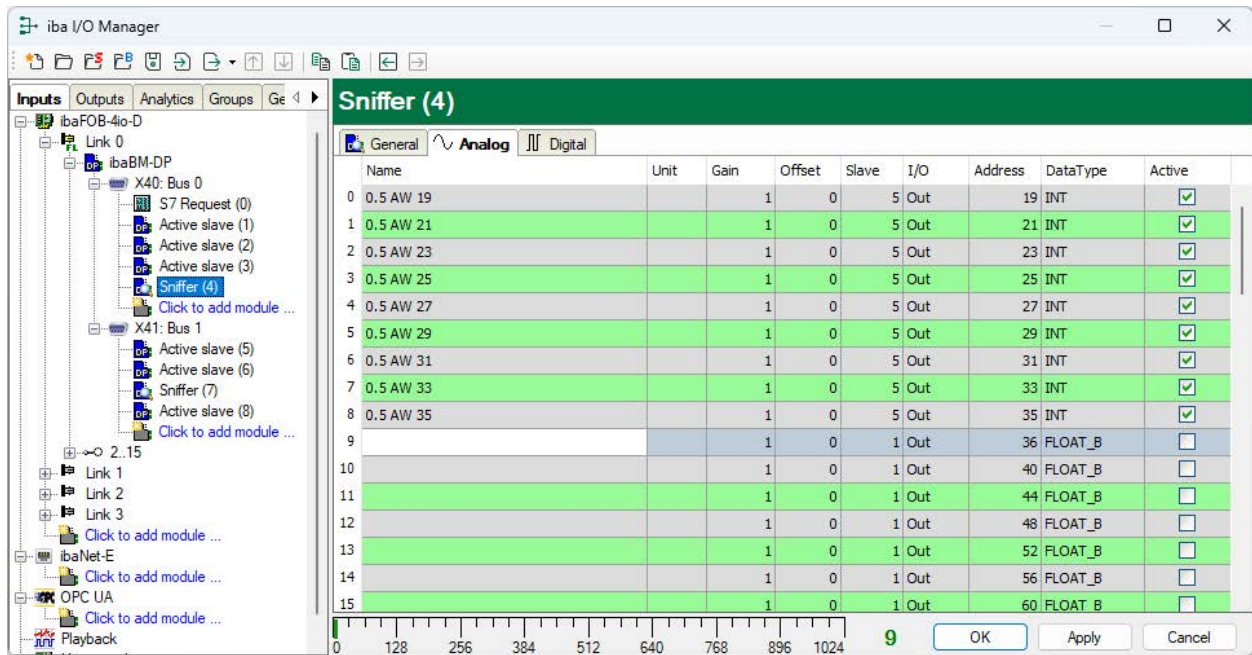 iba I/O Manager
Inputs Outputs Analytics Groups Ge
ibaFOB-4io-D
Link 0
ibaBM-DP
X40: Bus 0
S7 Request (0)
Active slave (1)
Active slave (2)
Active slave (3)
Sniffer (4)
Click to add module ...
X41: Bus 1
Active slave (5)
Active slave (6)
Sniffer (7)
Active slave (8)
Click to add module ...
2..15
Link 1
Link 2
Link 3
Click to add module ...
ibaNet-E
Click to add module ...
OPC UA
Click to add module ...
Playback
Sniffer (4)
General Analog Digital
Name Unit Gain Offset Slave I/O Address DataType Active
0 0.5 AW 19 1 0 5 Out 19 INT
1 0.5 AW 21 1 0 5 Out 21 INT
2 0.5 AW 23 1 0 5 Out 23 INT
3 0.5 AW 25 1 0 5 Out 25 INT
4 0.5 AW 27 1 0 5 Out 27 INT
5 0.5 AW 29 1 0 5 Out 29 INT
6 0.5 AW 31 1 0 5 Out 31 INT
7 0.5 AW 33 1 0 5 Out 33 INT
8 0.5 AW 35 1 0 5 Out 35 INT
9 1 0 1 Out 36 FLOAT_B
10 1 0 1 Out 40 FLOAT_B
11 1 0 1 Out 44 FLOAT_B
12 1 0 1 Out 48 FLOAT_B
13 1 0 1 Out 52 FLOAT_B
14 1 0 1 Out 56 FLOAT_B
15 1 0 1 Out 60 FLOAT_B
0 128 256 384 512 640 768 896 1024
9 OK Apply Cancel